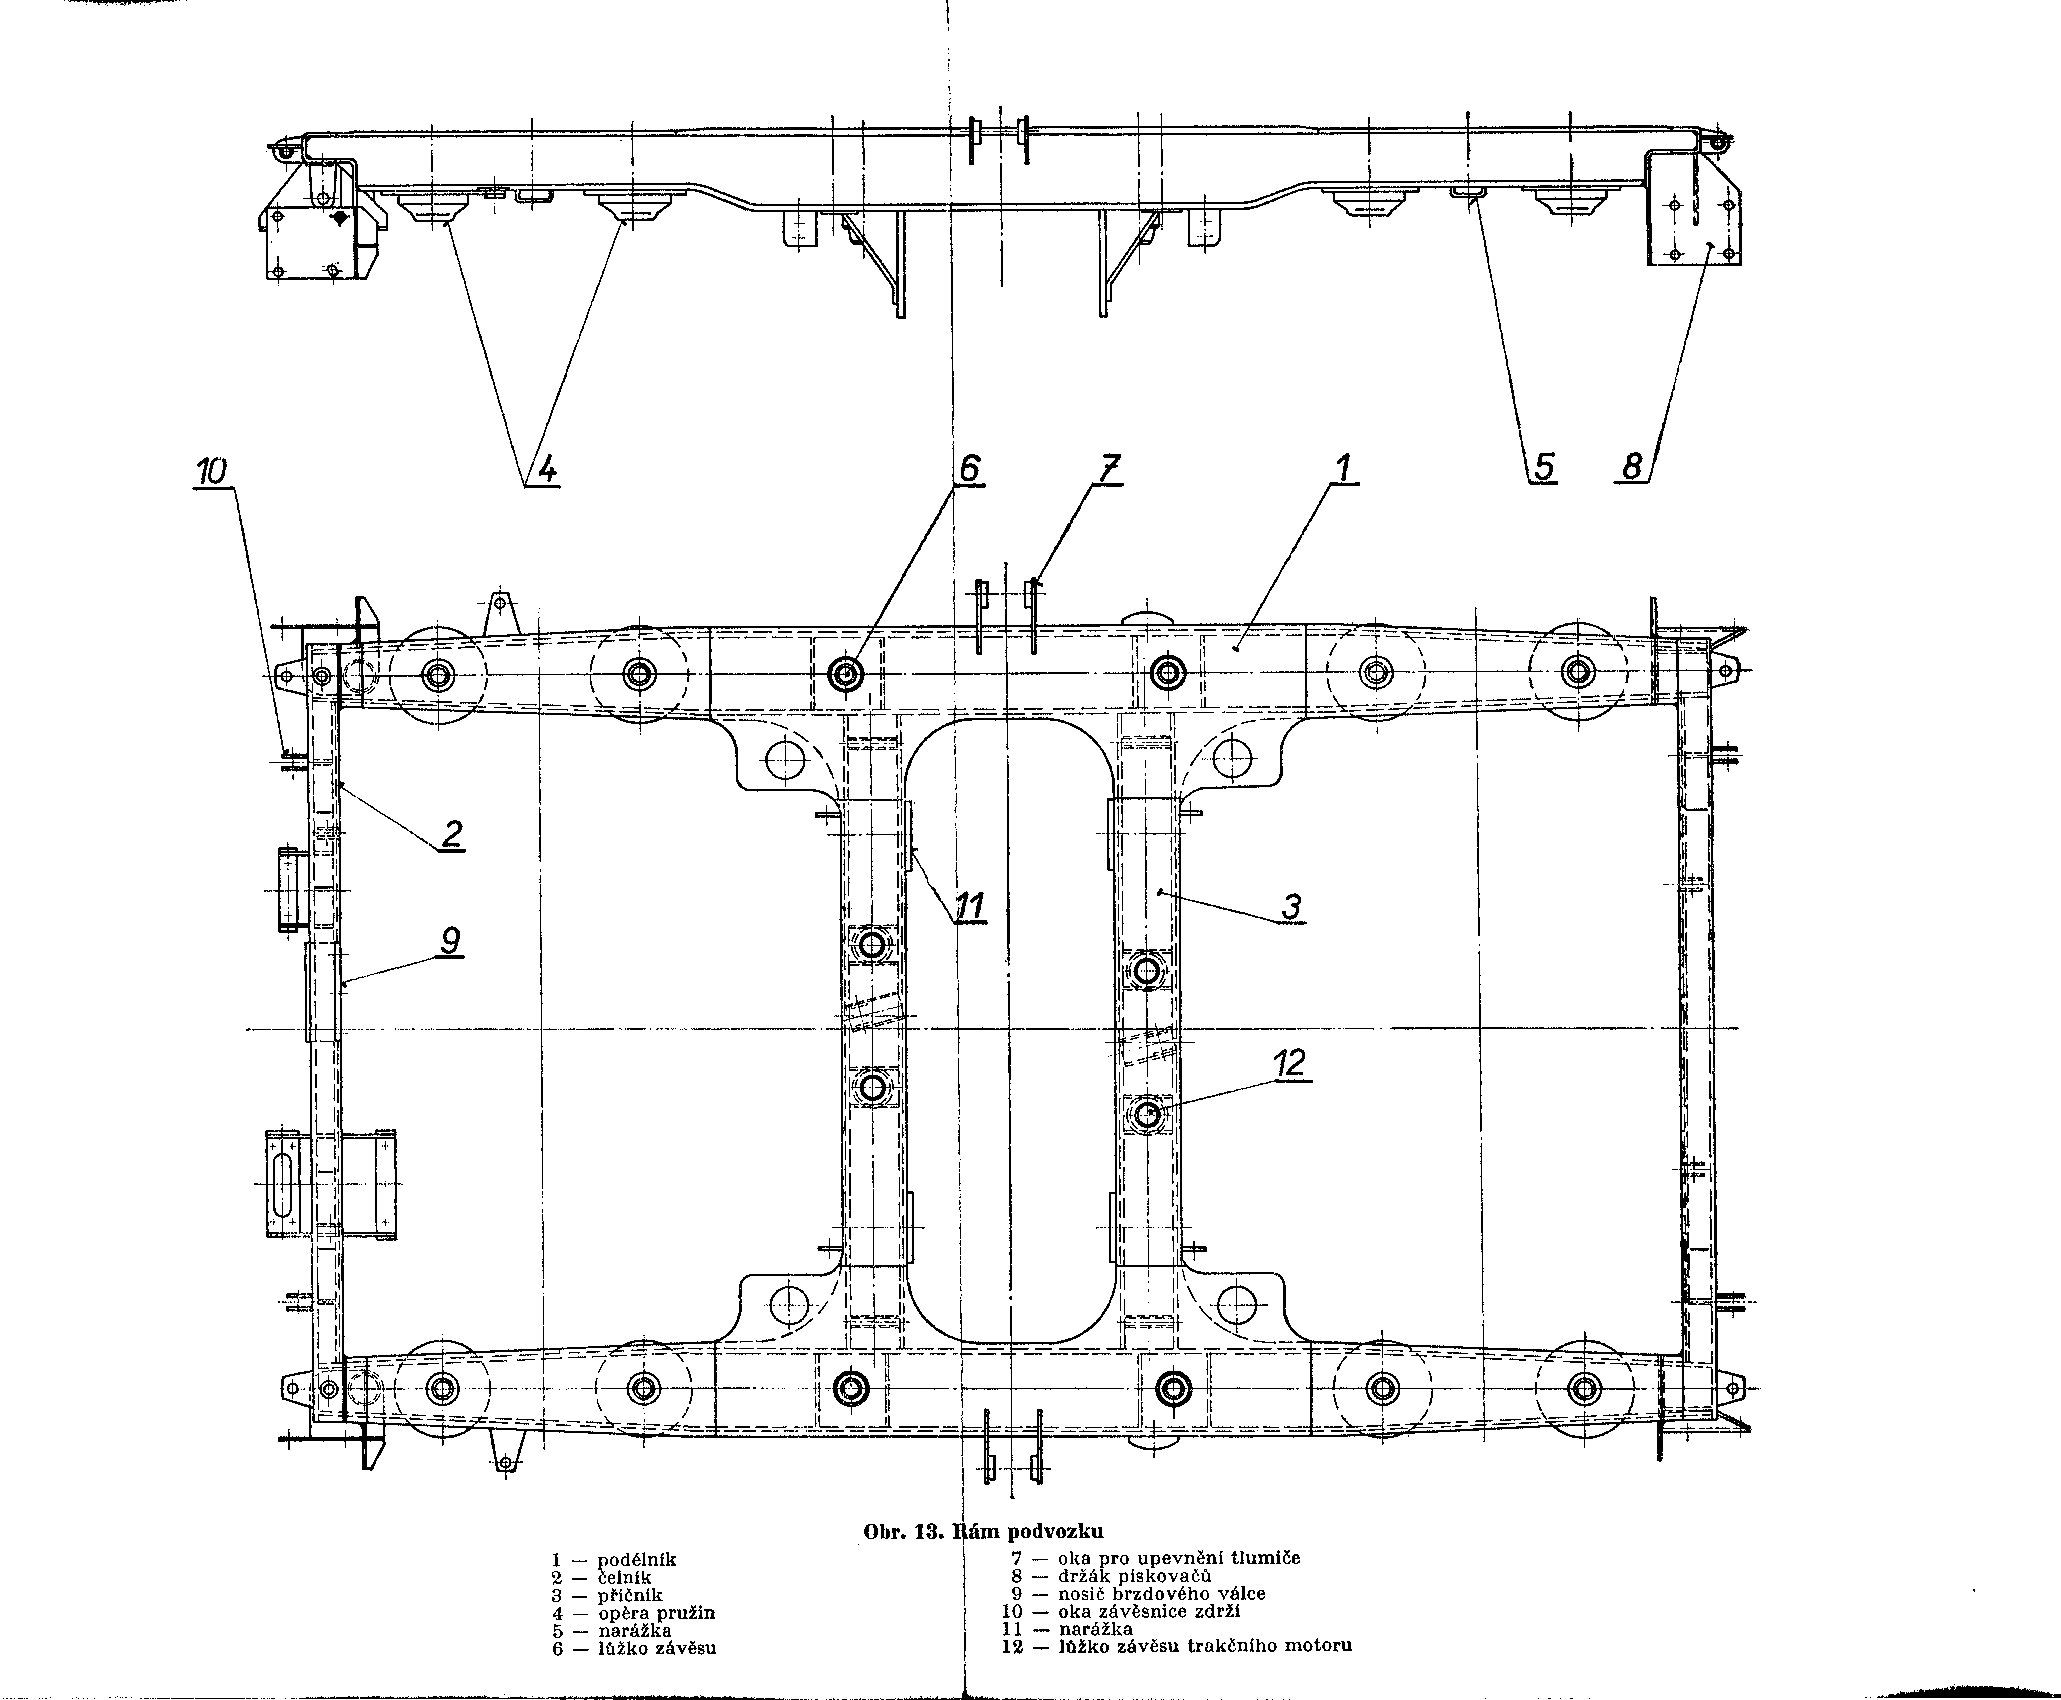 10
4
6
7
1
5
8
2
11
3
9
12
Obr. 13. Rám podvozku
1 — podélník
2 — čelník
3 — příčník
4 — opěra pružin
5 — narážka
6 — lůžko závěsu
7 — oka pro upevnění tlumiče
8 — držák pískovačů
9 — nosič brzdového válce
10 — oka závěsnice zdrží
11 — narážka
12 — lůžko závěsu trakčního motoru